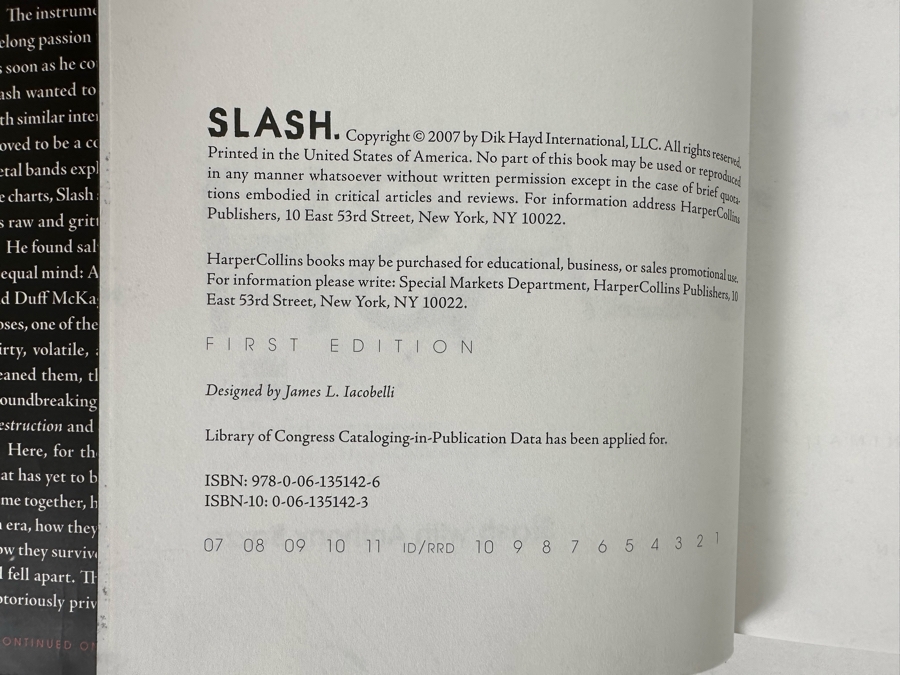 The instrume
elong passion
s soon as he co
ash wanted to
th similar inte
oved to be a co
etal bands expl
e charts, Slash
s raw and gritt
He found sal
equal mind: A
d Duff McKa
oses, one of the
irty, volatile,
eaned them, th
oundbreaking
estruction and
Here, for th
at has yet to b
me together, h
era, how they
ow they survive
l fell apart. Th
otoriously priv
ONTINUED O
SLASH. Copyright © 2007 by Dik Hayd International, LLC. All rights reserved.
Printed in the United States of America. No part of this book may be used or reproduced
in any manner whatsoever without written permission except in the case of brief quota-
tions embodied in critical articles and reviews. For information address HarperCollins
Publishers, 10 East 53rd Street, New York, NY 10022.
HarperCollins books may be purchased for educational, business, or sales promotional use.
For information please write: Special Markets Department, HarperCollins Publishers, 10
East 53rd Street, New York, NY 10022.
FIRST EDITION
Designed by James L. Iacobelli
Library of Congress Cataloging-in-Publication Data has been applied for.
ISBN: 978-0-06-135142-6
ISBN-10: 0-06-135142-3
07 08 09 10 11 ID/RRD 10 9 8 7 6 5 4 3 2 1